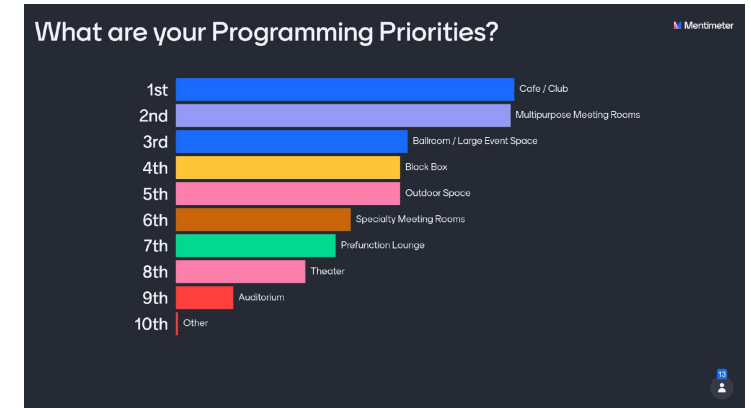 What are your Programming Priorities?
Mentimeter
1st Cafe / Club
2nd Multipurpose Meeting Rooms
3rd Ballroom / Large Event Space
4th Black Box
5th Outdoor Space
6th Specialty Meeting Rooms
7th Prefunction Lounge
8th Theater
9th Auditorium
10th Other
13